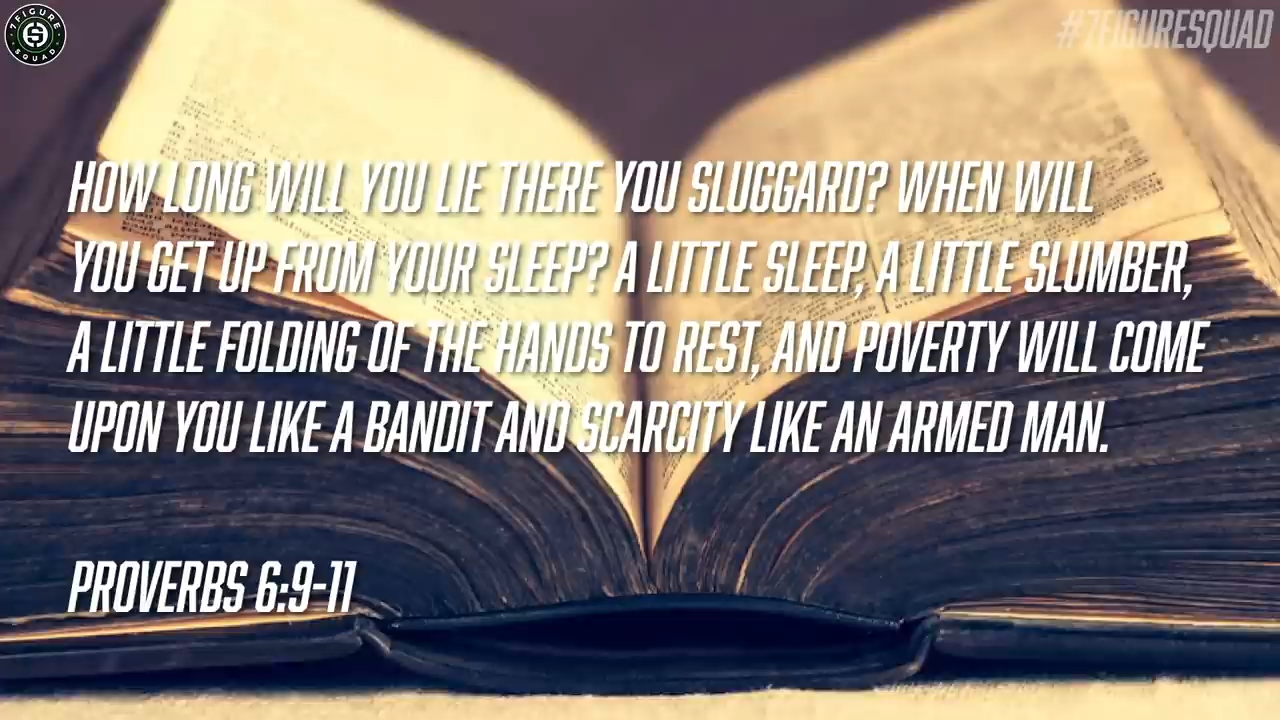 7FIGURE
SQUAD
#7FIGURESQUAD
HOW LONG WILL YOU LIE THERE YOU SLUGGARD? WHEN WILL
YOU GET UP FROM YOUR SLEEP? A LITTLE SLEEP, A LITTLE SLUMBER,
A LITTLE FOLDING OF THE HANDS TO REST, AND POVERTY WILL COME
UPON YOU LIKE A BANDIT AND SCARCITY LIKE AN ARMED MAN.
PROVERBS 6:9-11